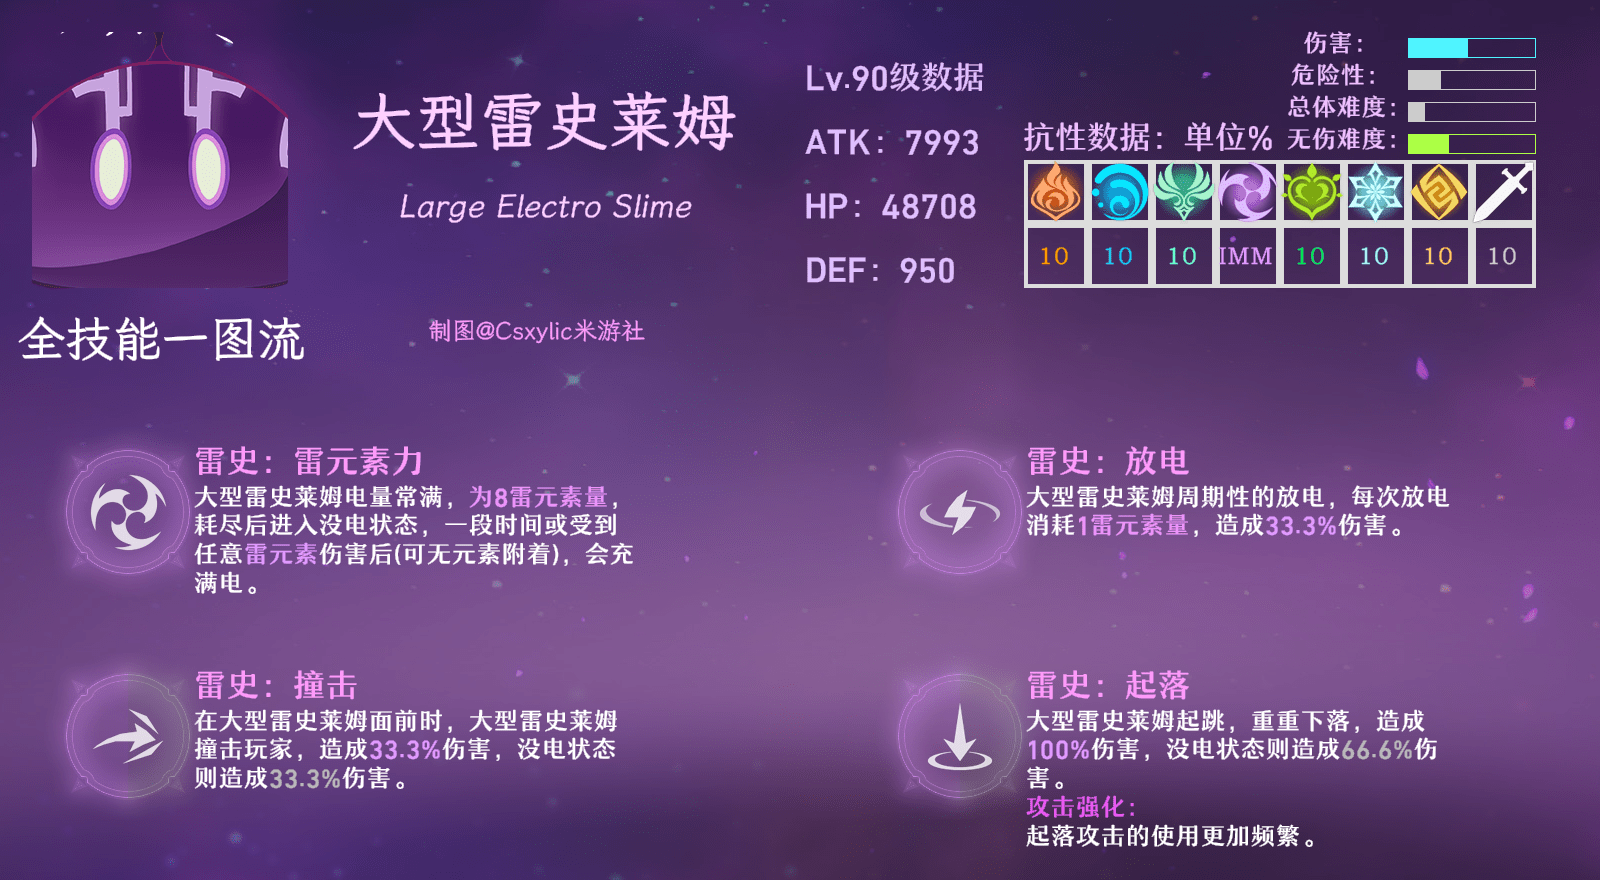 大型雷史莱姆
Large Electro Slime
全技能一图流
制图@Csxylic米游社
Lv.90级数据
ATK：7993
HP：48708
DEF：950
伤害：
危险性：
总体难度：
无伤难度：
抗性数据：单位%
10 10 10 IMM 10 10 10 10
雷史：雷元素力
大型雷史莱姆电量常满，为8雷元素量，
耗尽后进入没电状态，一段时间或受到
任意雷元素伤害后(可无元素附着)，会充
满电。
雷史：放电
大型雷史莱姆周期性的放电，每次放电
消耗1雷元素量，造成33.3%伤害。
雷史：撞击
在大型雷史莱姆面前时，大型雷史莱姆
撞击玩家，造成33.3%伤害，没电状态
则造成33.3%伤害。
雷史：起落
大型雷史莱姆起跳，重重下落，造成
100%伤害，没电状态则造成66.6%伤
害。
攻击强化：
起落攻击的使用更加频繁。